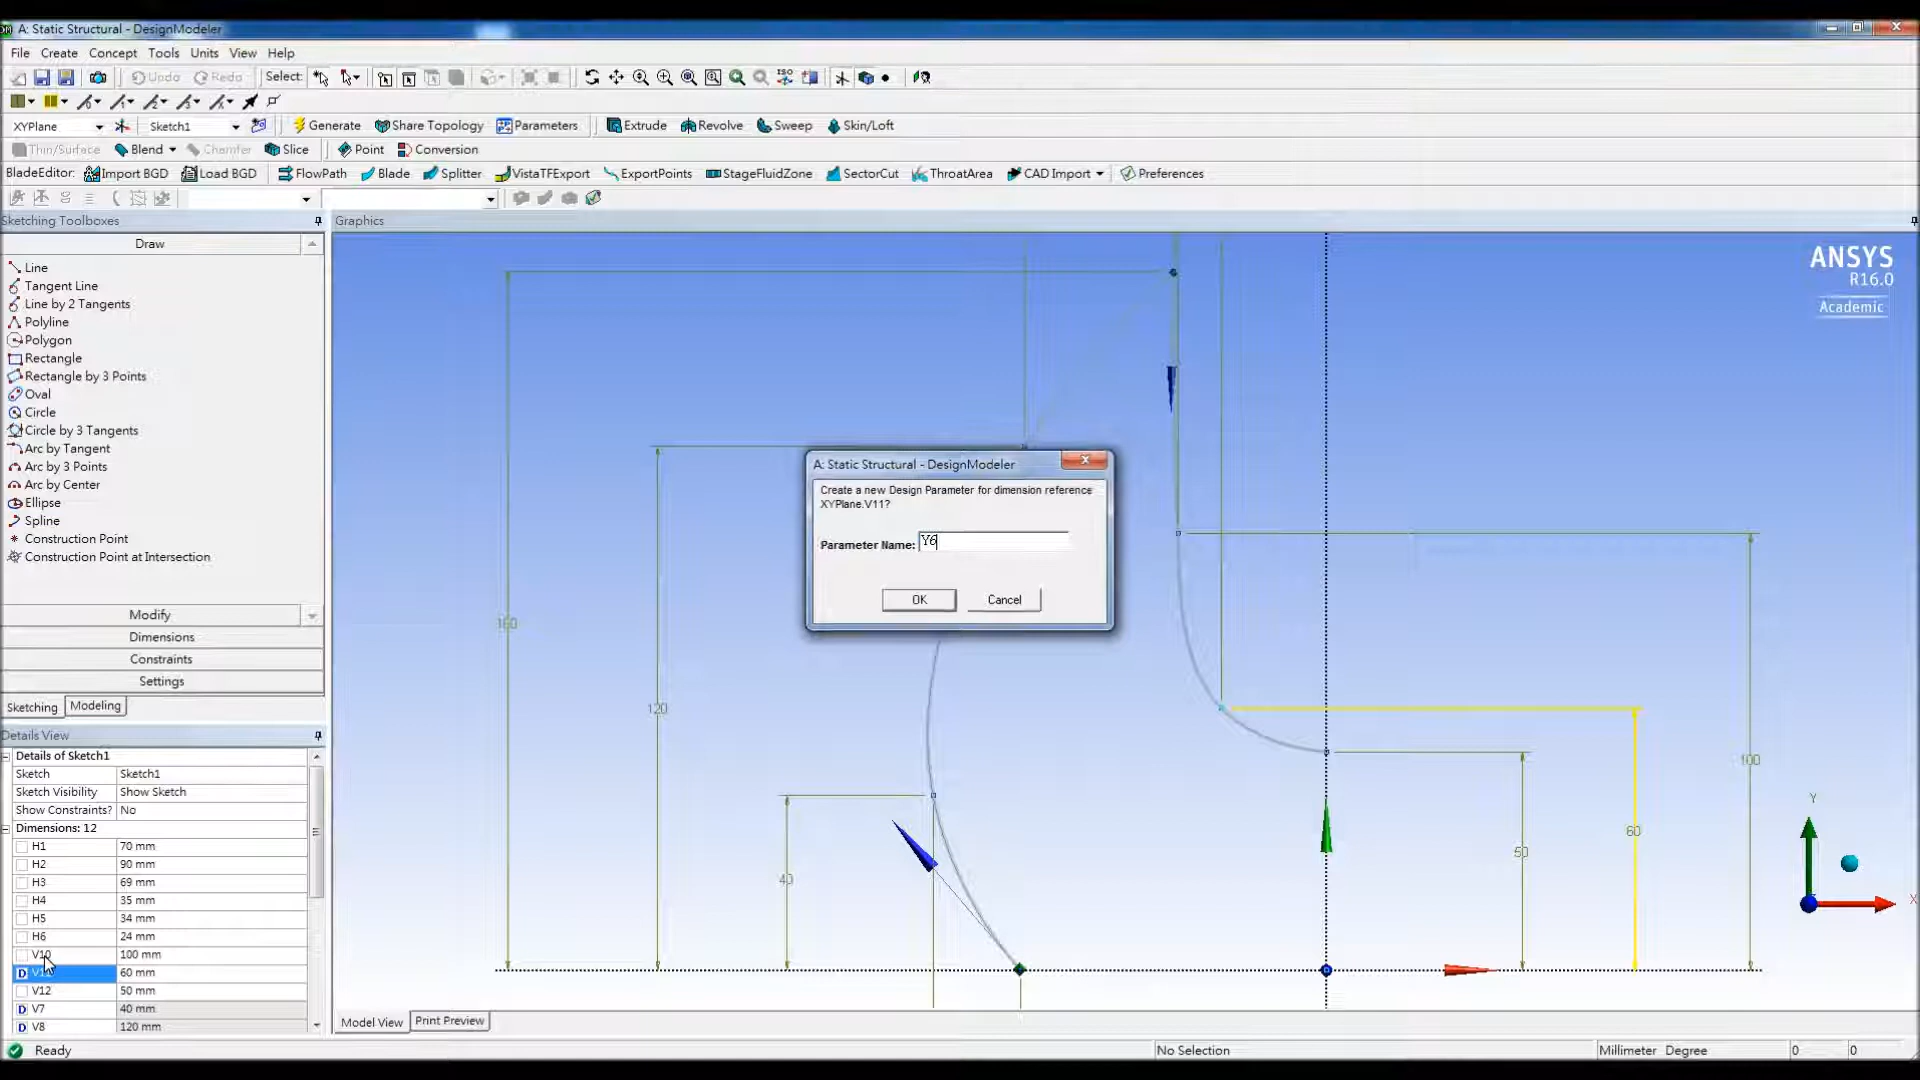 A: Static Structural - DesignModeler
File Create Concept Tools Units View Help
Undo Redo Select:
XYPlane Sketch1 Generate Share Topology Parameters Extrude Revolve Sweep Skin/Loft
Thin/Surface Blend Chamfer Slice Point Conversion
BladeEditor: Import BGD Load BGD FlowPath Blade Splitter VistaTFExport ExportPoints StageFluidZone SectorCut ThroatArea CAD Import Preferences
Sketching Toolboxes
Graphics
Draw
Line
Tangent Line
Line by 2 Tangents
Polyline
Polygon
Rectangle
Rectangle by 3 Points
Oval
Circle
Circle by 3 Tangents
Arc by Tangent
Arc by 3 Points
Arc by Center
Ellipse
Spline
Construction Point
Construction Point at Intersection
Modify
Dimensions
Constraints
Settings
Sketching Modeling
Details View
Details of Sketch1
Sketch Sketch1
Sketch Visibility Show Sketch
Show Constraints? No
Dimensions: 12
H1 70 mm
H2 90 mm
H3 69 mm
H4 35 mm
H5 34 mm
H6 24 mm
V10 100 mm
60 mm
V12 50 mm
D V7 40 mm
D V8 120 mm
ANSYS
R16.0
Academic
A: Static Structural - DesignModeler
Create a new Design Parameter for dimension reference
XYPlane.V11?
Parameter Name: Y6
OK Cancel
120
40
100
60
50
Y
X
Model View Print Preview
Ready
No Selection
Millimeter Degree 0 0